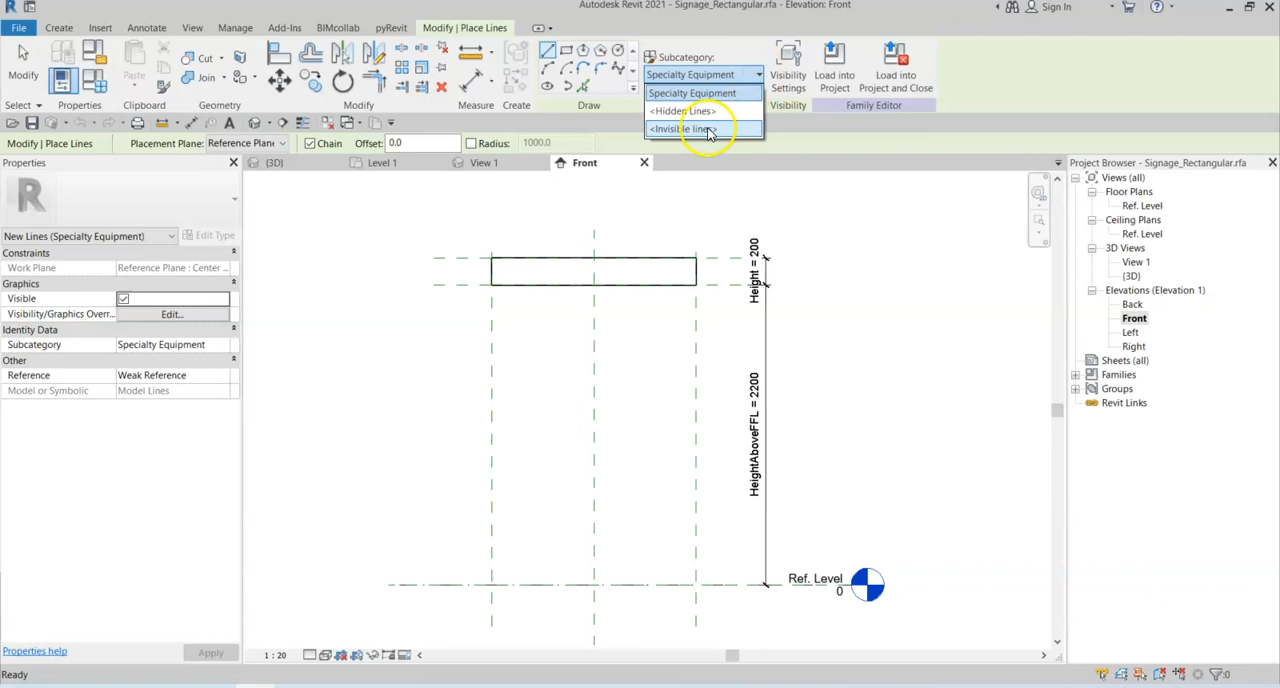 Autodesk Revit 2021 - Signage_Rectangular.rfa - Elevation: Front
Sign In
File Create Insert Annotate View Manage Add-Ins BIMcollab pyRevit Modify | Place Lines
Modify
Paste
Cut
Join
Subcategory:
Specialty Equipment
Specialty Equipment
<Hidden Lines>
<Invisible lines>
Visibility Settings
Load into Project
Load into Project and Close
Select Properties Clipboard Geometry Modify Measure Create Draw Visibility Family Editor
Modify | Place Lines Placement Plane: Reference Plane Chain Offset: 0.0 Radius: 1000.0
Properties
{3D} Level 1 View 1 Front
Project Browser - Signage_Rectangular.rfa
New Lines (Specialty Equipment) Edit Type
Constraints
Work Plane Reference Plane : Center ...
Graphics
Visible
Visibility/Graphics Overr... Edit...
Identity Data
Subcategory Specialty Equipment
Other
Reference Weak Reference
Model or Symbolic Model Lines
Properties help Apply
Height = 200
HeightAboveFFL = 2200
Ref. Level
0
Views (all)
Floor Plans
Ref. Level
Ceiling Plans
Ref. Level
3D Views
View 1
{3D}
Elevations (Elevation 1)
Back
Front
Left
Right
Sheets (all)
Families
Groups
Revit Links
1 : 20
Ready
:0